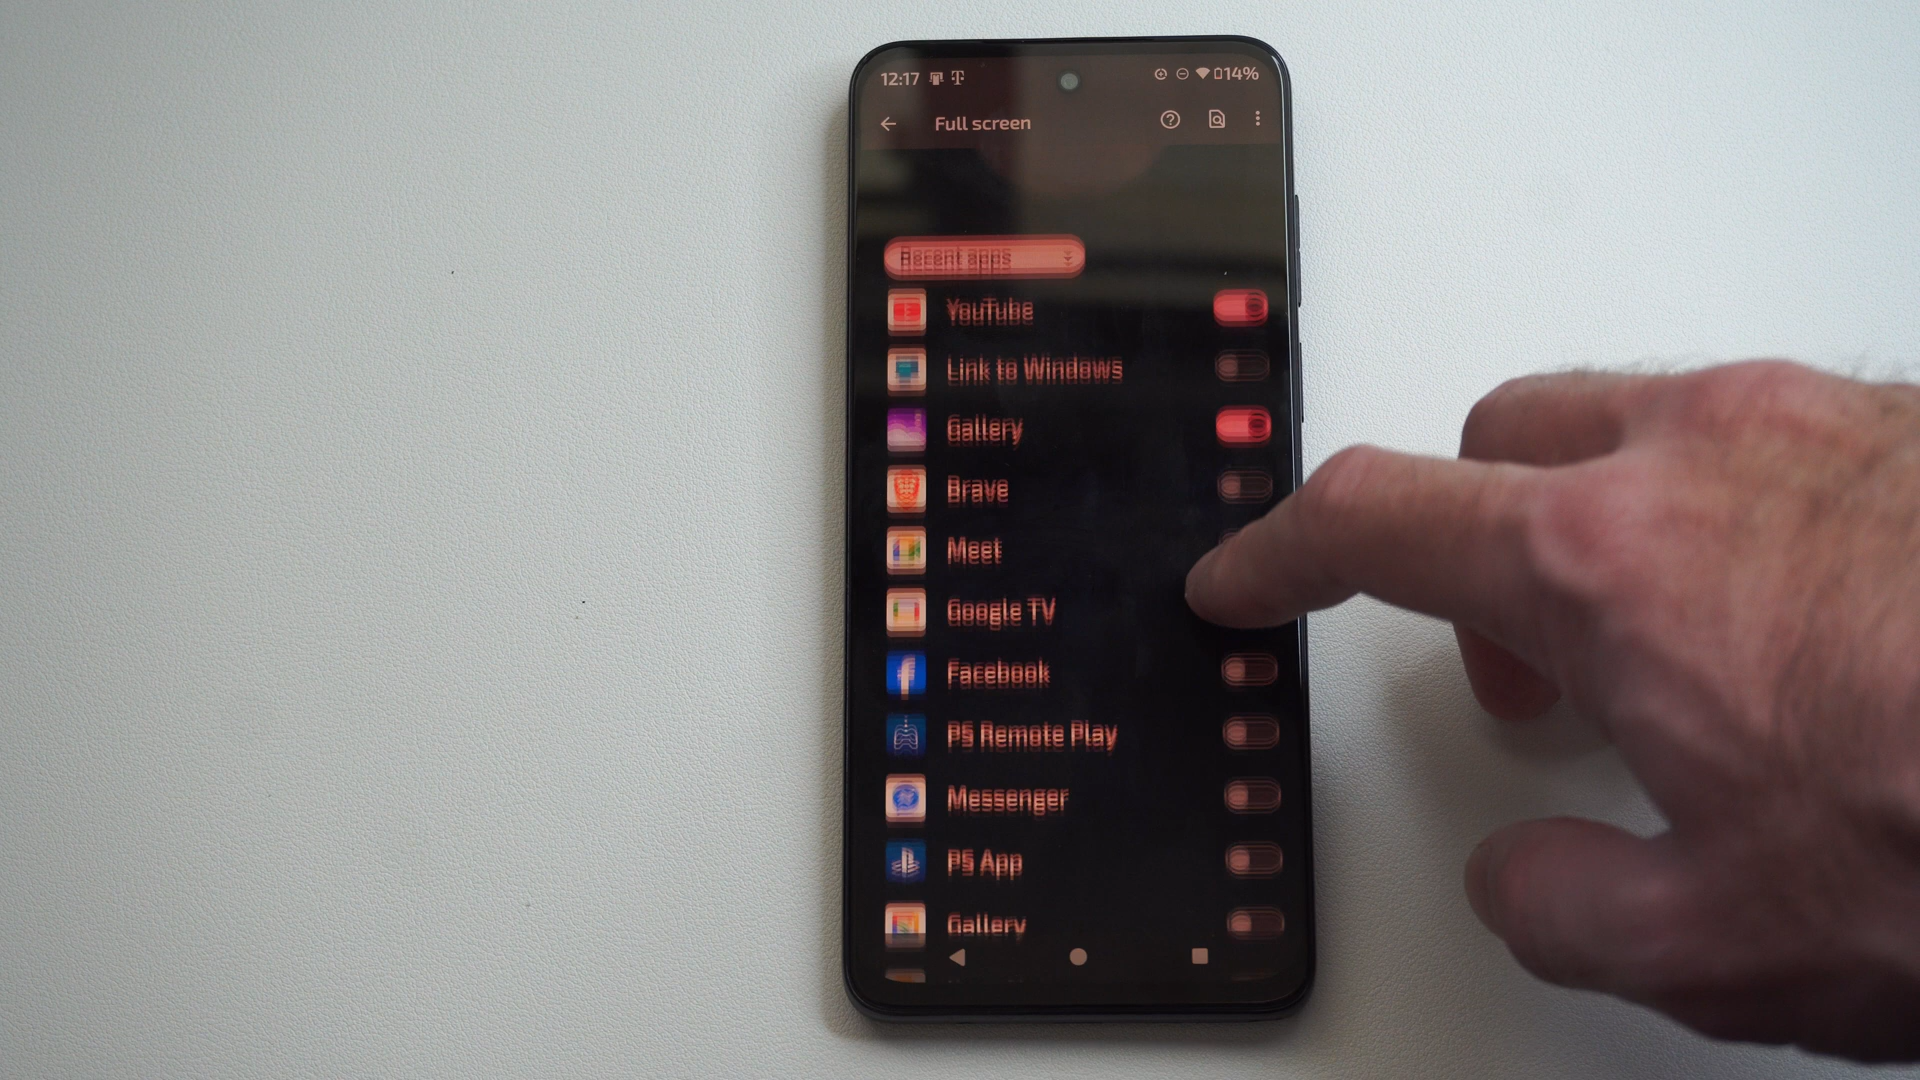 12:17 14%
Full screen
Recent apps
YouTube
Link to Windows
Gallery
Brave
Meet
Google TV
Facebook
PS Remote Play
Messenger
PS App
Gallery